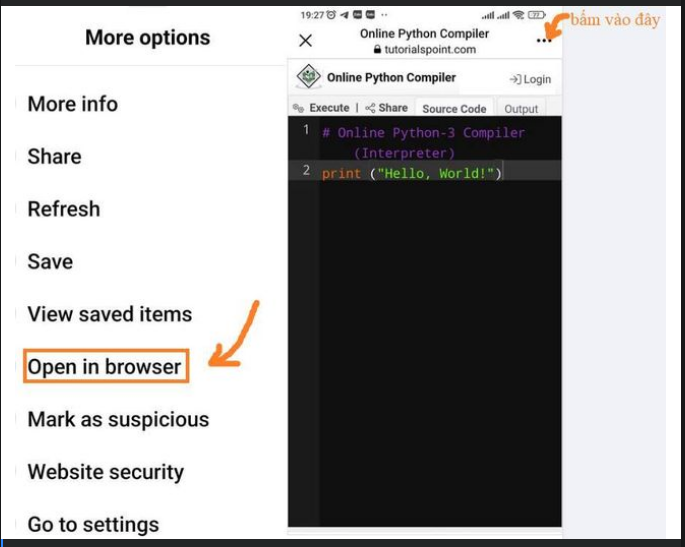 More options
More info
Share
Refresh
Save
View saved items
Open in browser
Mark as suspicious
Website security
Go to settings
19:27
Online Python Compiler
tutorialspoint.com
bấm vào đây
Online Python Compiler
Login
Execute | Share Source Code Output
1 # Online Python-3 Compiler
(Interpreter)
2 print ("Hello, World!")